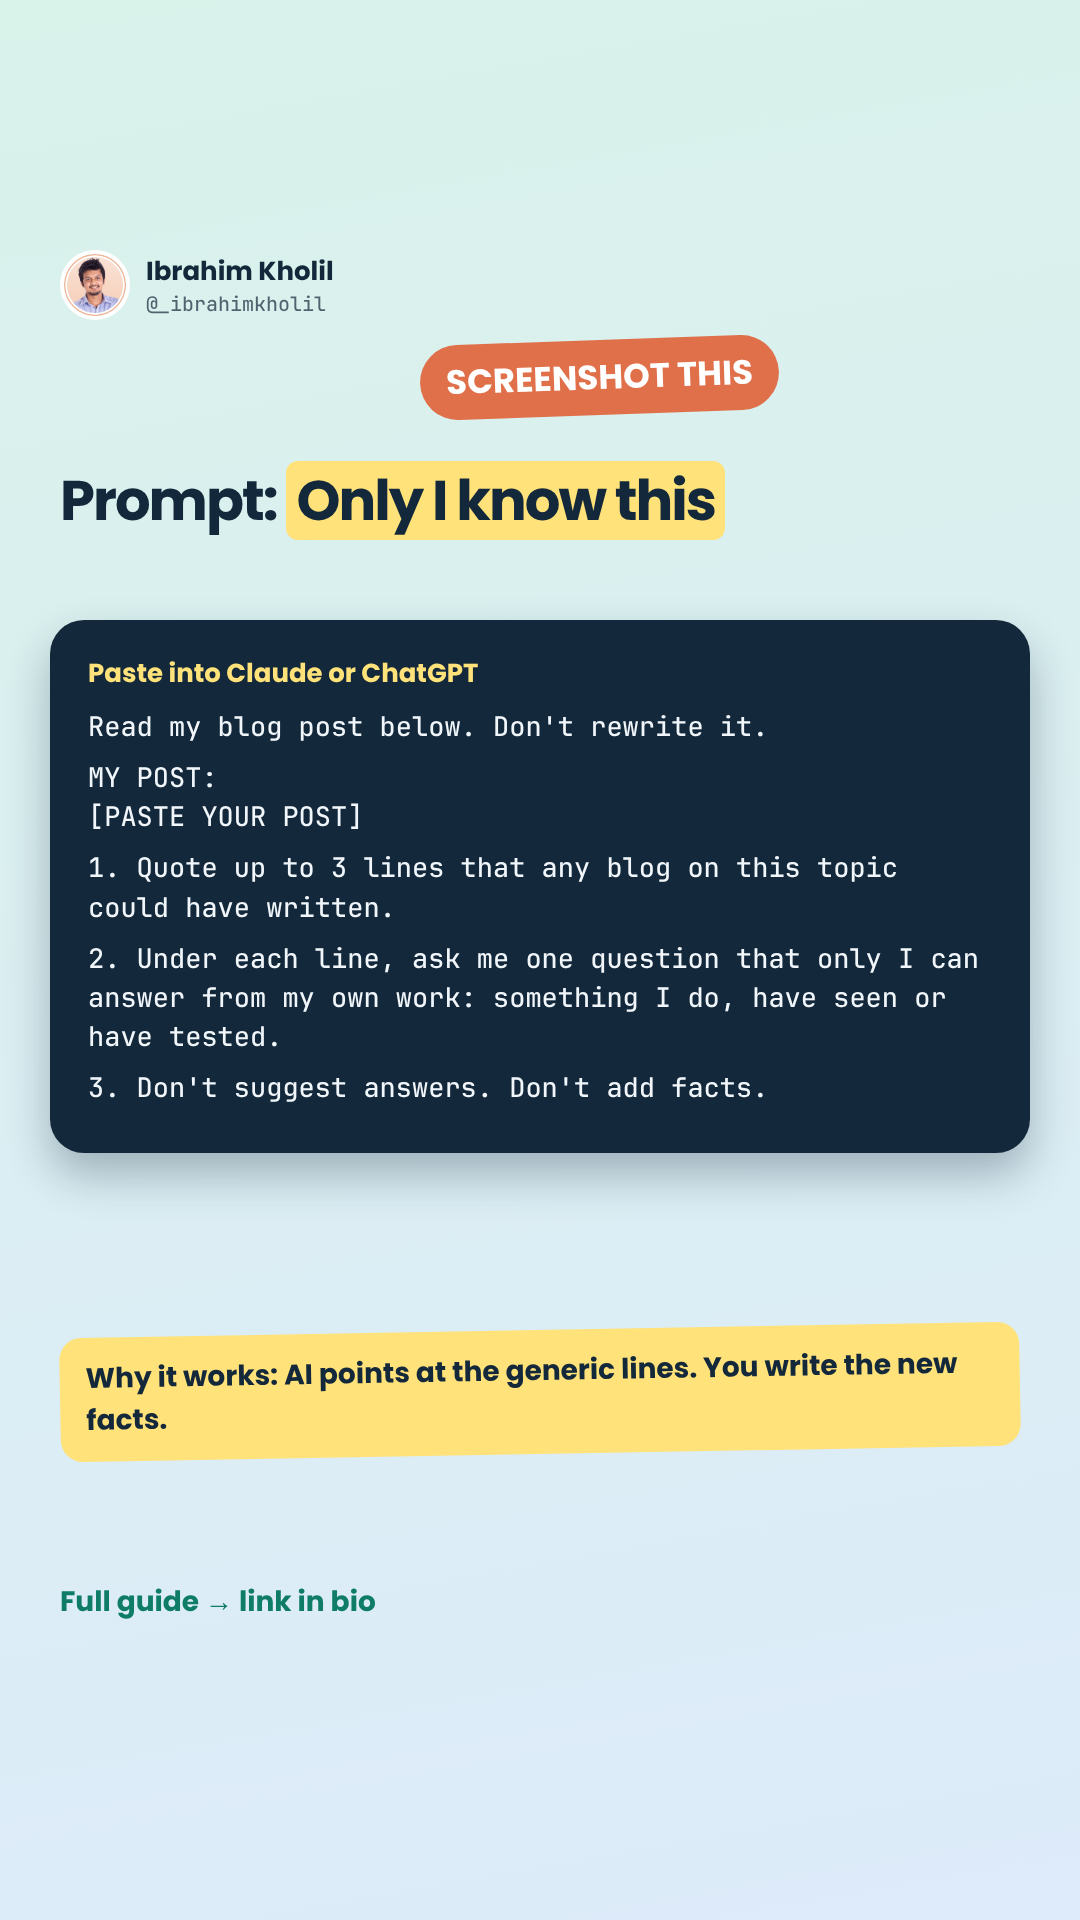 Ibrahim Kholil
@_ibrahimkholil
SCREENSHOT THIS
Prompt: Only I know this
Paste into Claude or ChatGPT
Read my blog post below. Don't rewrite it.
MY POST:
[PASTE YOUR POST]
1. Quote up to 3 lines that any blog on this topic
could have written.
2. Under each line, ask me one question that only I can
answer from my own work: something I do, have seen or
have tested.
3. Don't suggest answers. Don't add facts.
Why it works: AI points at the generic lines. You write the new
facts.
Full guide → link in bio